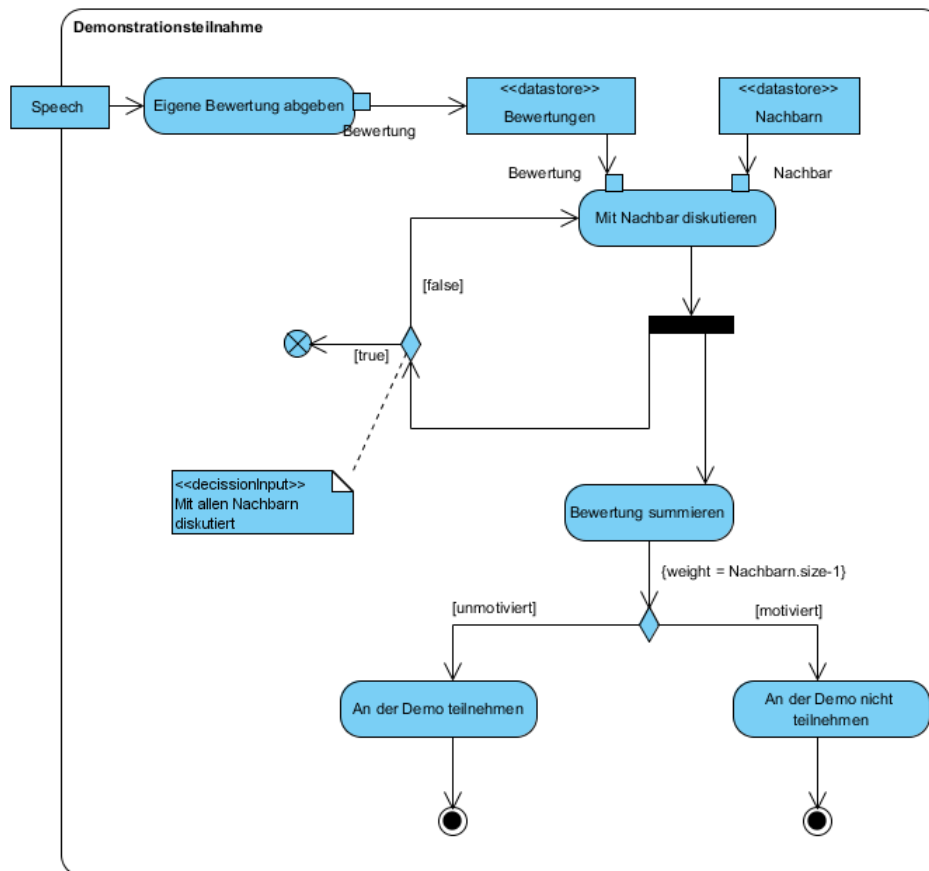 Demonstrationsteilnahme
Speech
Eigene Bewertung abgeben
Bewertung
<<datastore>>
Bewertungen
<<datastore>>
Nachbarn
Bewertung
Nachbar
Mit Nachbar diskutieren
[false]
[true]
<<decissionInput>>
Mit allen Nachbarn
diskutiert
Bewertung summieren
{weight = Nachbarn.size-1}
[unmotiviert]
[motiviert]
An der Demo teilnehmen
An der Demo nicht
teilnehmen